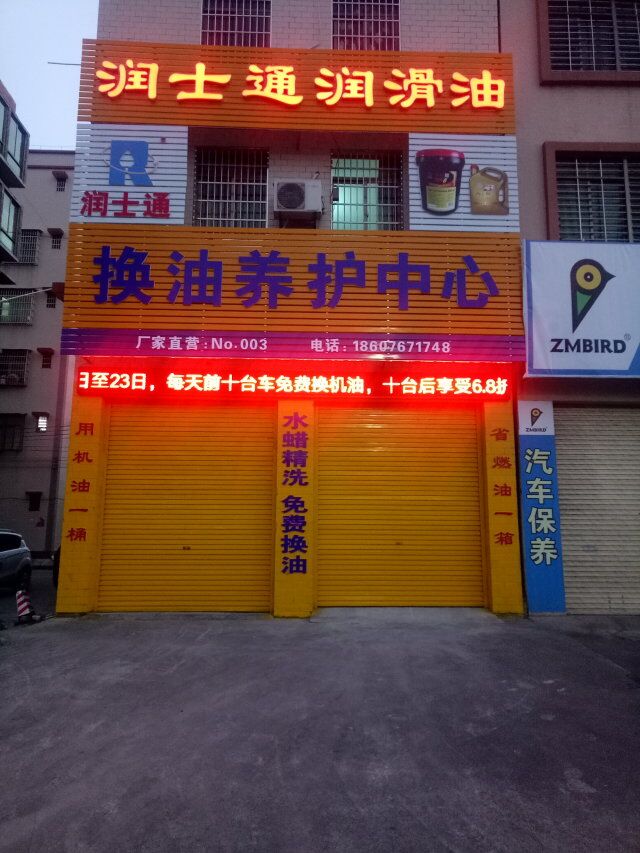 润士通润滑油
润士通
换油养护中心
厂家直营:No.003 电话:18607671748
日至23日，每天前十台车免费换机油，十台后享受6.8折
用机油一桶
水蜡精洗 免费换油
省燃油一箱
ZMBIRD®
ZMBIRD
汽车保养